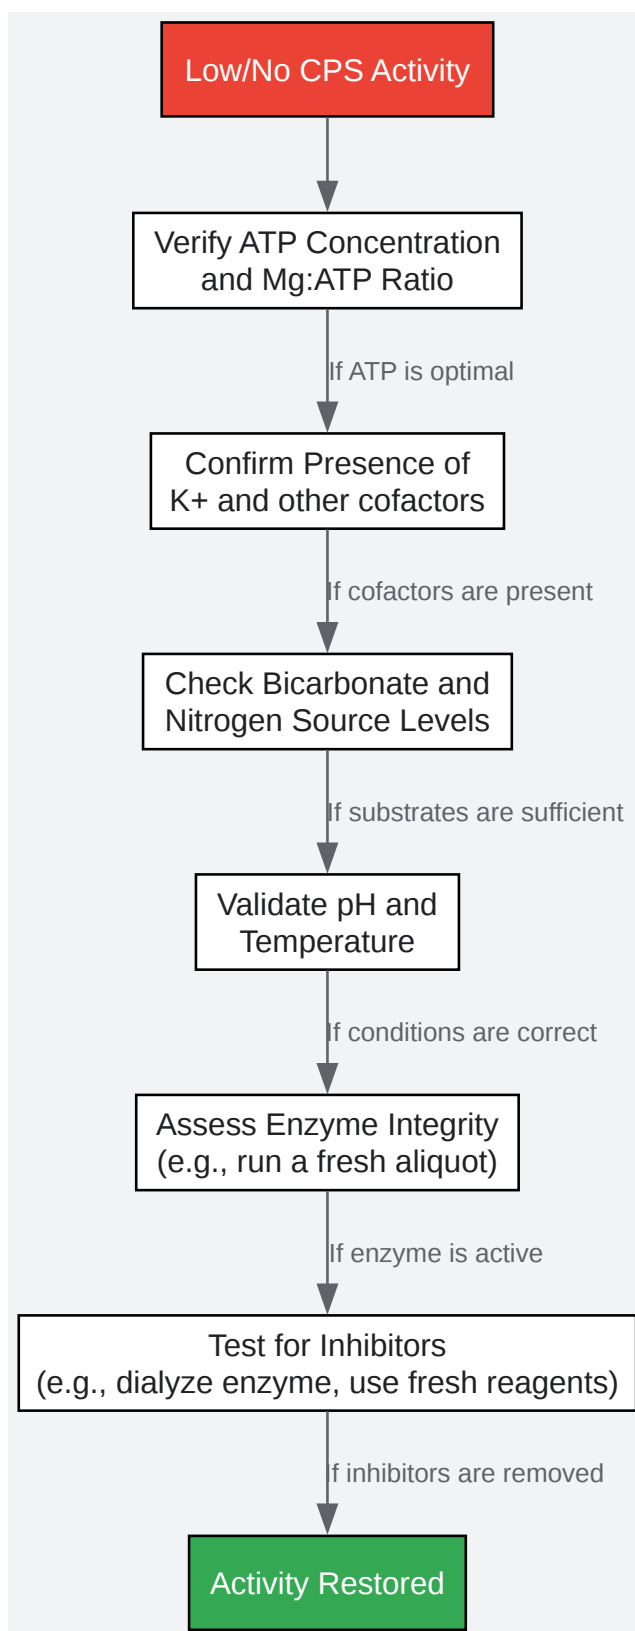 Low/No CPS Activity
Verify ATP Concentration
and Mg:ATP Ratio
If ATP is optimal
Confirm Presence of
K+ and other cofactors
If cofactors are present
Check Bicarbonate and
Nitrogen Source Levels
If substrates are sufficient
Validate pH and
Temperature
If conditions are correct
Assess Enzyme Integrity
(e.g., run a fresh aliquot)
If enzyme is active
Test for Inhibitors
(e.g., dialyze enzyme, use fresh reagents)
If inhibitors are removed
Activity Restored